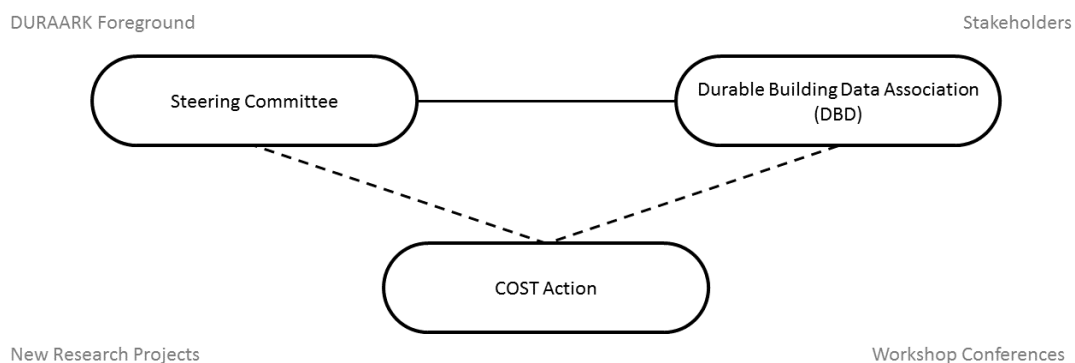 DURAARK Foreground
Stakeholders
Steering Committee
Durable Building Data Association
(DBD)
COST Action
New Research Projects
Workshop Conferences